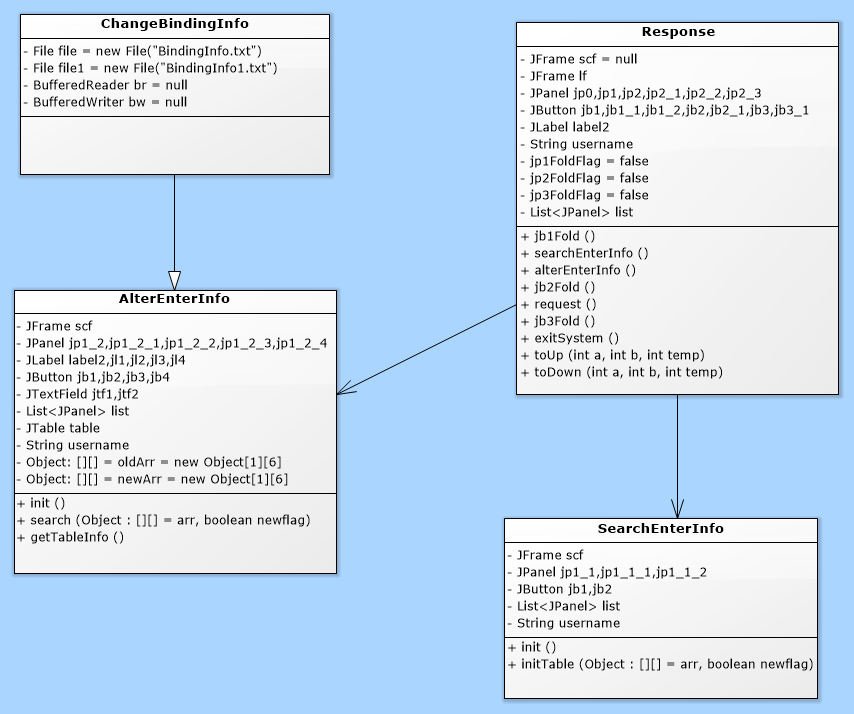 ChangeBindingInfo
- File file = new File("BindingInfo.txt")
- File file1 = new File("BindingInfo1.txt")
- BufferedReader br = null
- BufferedWriter bw = null
Response
- JFrame scf = null
- JFrame lf
- JPanel jp0,jp1,jp2,jp2_1,jp2_2,jp2_3
- JButton jb1,jb1_1,jb1_2,jb2,jb2_1,jb3,jb3_1
- JLabel label2
- String username
- jp1FoldFlag = false
- jp2FoldFlag = false
- jp3FoldFlag = false
- List<JPanel> list
+ jb1Fold ()
+ searchEnterInfo ()
+ alterEnterInfo ()
+ jb2Fold ()
+ request ()
+ jb3Fold ()
+ exitSystem ()
+ toUp (int a, int b, int temp)
+ toDown (int a, int b, int temp)
AlterEnterInfo
- JFrame scf
- JPanel jp1_2,jp1_2_1,jp1_2_2,jp1_2_3,jp1_2_4
- JLabel label2,jl1,jl2,jl3,jl4
- JButton jb1,jb2,jb3,jb4
- JTextField jtf1,jtf2
- List<JPanel> list
- JTable table
- String username
- Object: [][] = oldArr = new Object[1][6]
- Object: [][] = newArr = new Object[1][6]
+ init ()
+ search (Object : [][] = arr, boolean newflag)
+ getTableInfo ()
SearchEnterInfo
- JFrame scf
- JPanel jp1_1,jp1_1_1,jp1_1_2
- JButton jb1,jb2
- List<JPanel> list
- String username
+ init ()
+ initTable (Object : [][] = arr, boolean newflag)